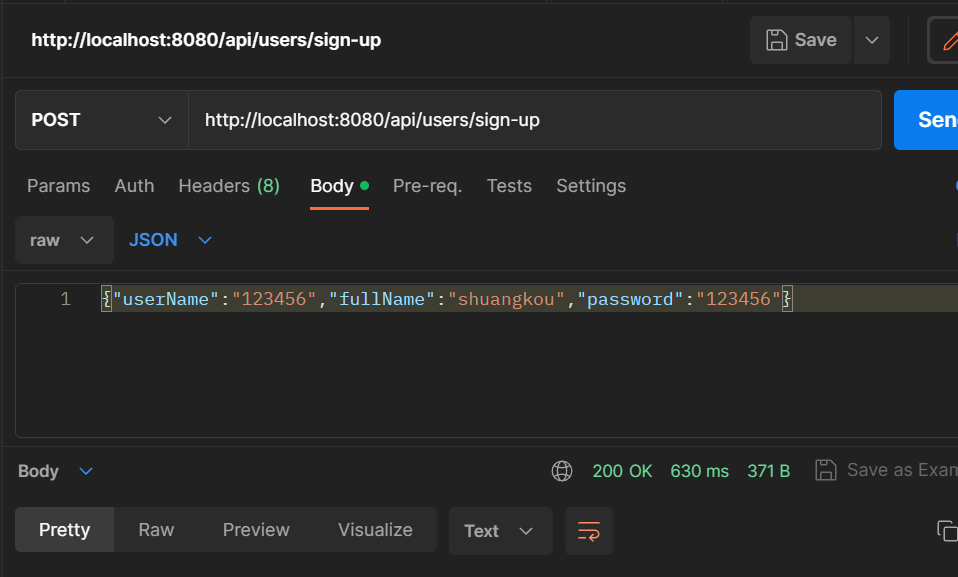 http://localhost:8080/api/users/sign-up Save
POST http://localhost:8080/api/users/sign-up
Params Auth Headers (8) Body Pre-req. Tests Settings
raw JSON
1 {"userName":"123456","fullName":"shuangkou","password":"123456"}
Body 200 OK 630 ms 371 B Save as
Pretty Raw Preview Visualize Text